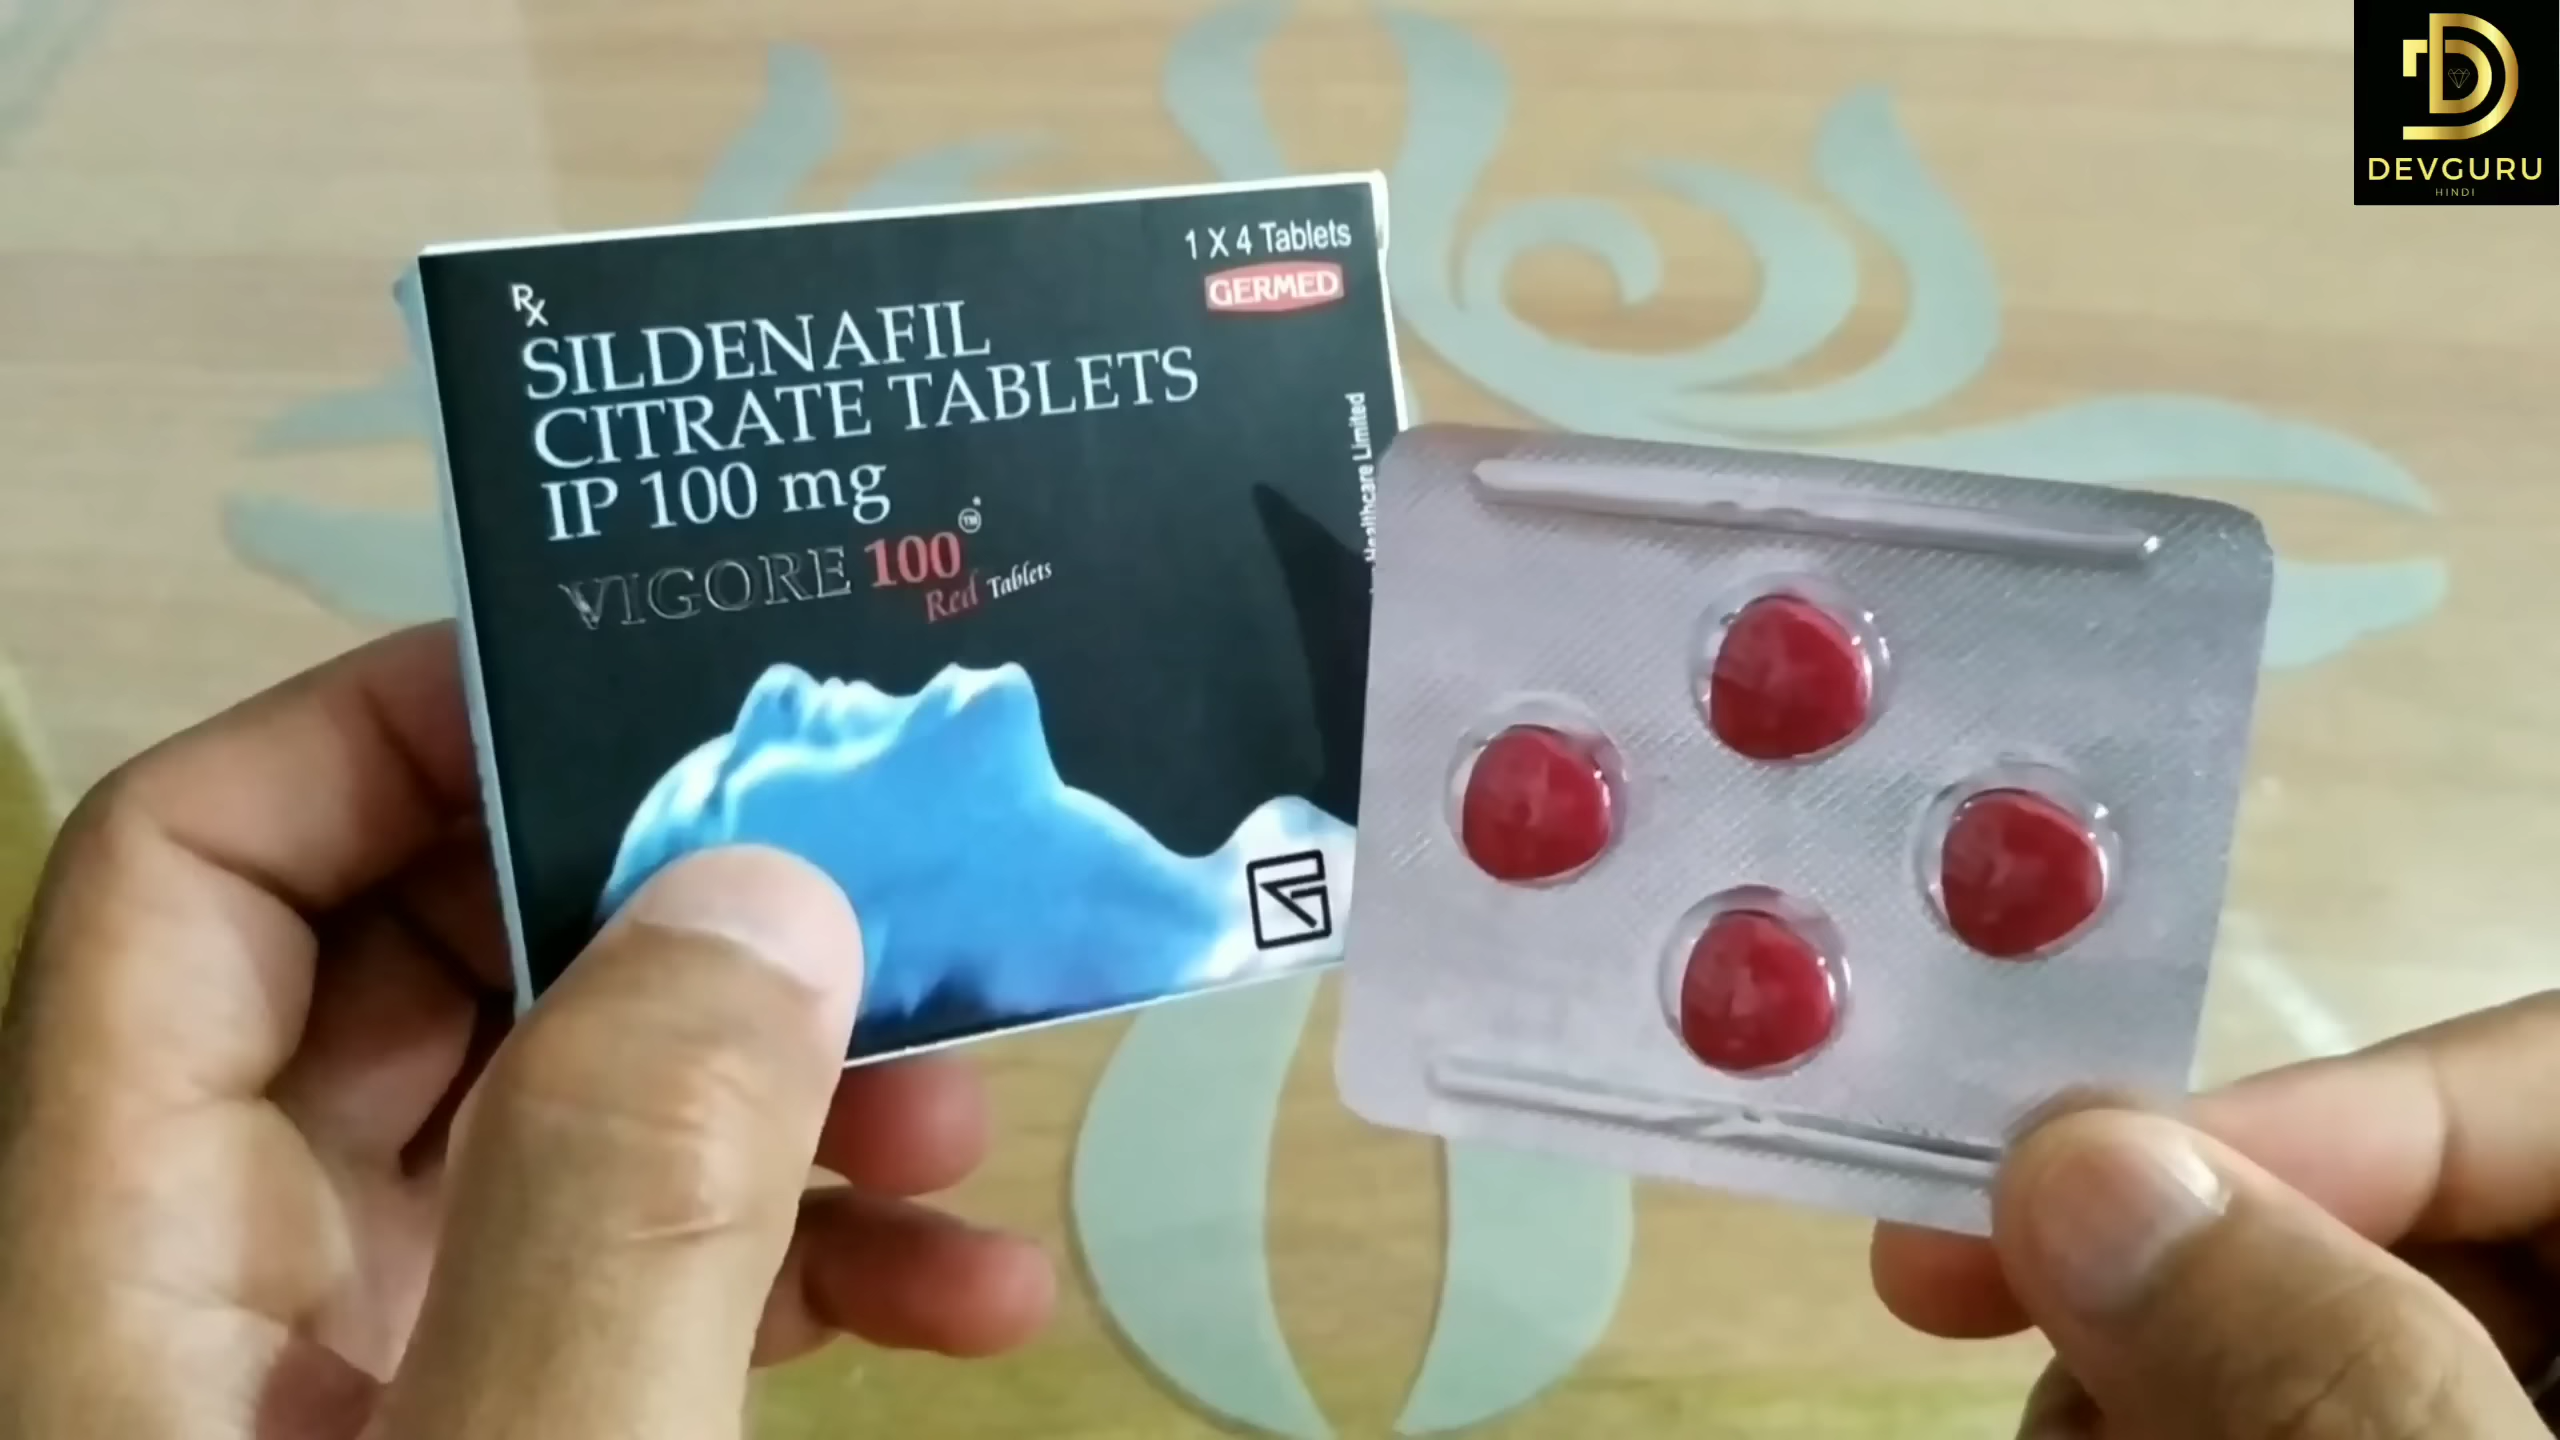 1 X 4 Tablets
GERMED
Rx
SILDENAFIL
CITRATE TABLETS
IP 100 mg
VIGORE 100 ™*
Red Tablets
Healthcare Limited
DEVGURU
HINDI